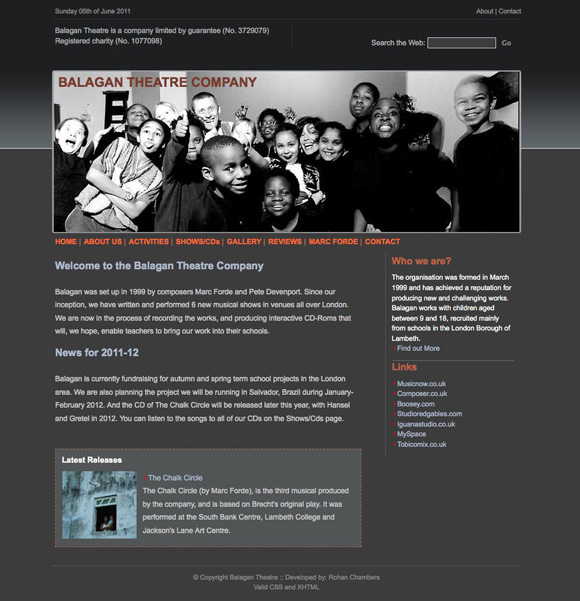 Sunday 05th of June 2011
About | Contact
Balagan Theatre is a company limited by guarantee (No. 3729079)
Registered charity (No. 1077098)
Search the Web:
Go
BALAGAN THEATRE COMPANY
HOME | ABOUT US | ACTIVITIES | SHOWS/CDs | GALLERY | REVIEWS | MARC FORDE | CONTACT
Welcome to the Balagan Theatre Company
Balagan was set up in 1999 by composers Marc Forde and Pete Devenport. Since our
inception, we have written and performed 6 new musical shows in venues all over London.
We are now in the process of recording the works, and producing interactive CD-Roms that
will, we hope, enable teachers to bring our work into their schools.
News for 2011-12
Balagan is currently fundraising for autumn and spring term school projects in the London
area. We are also planning the project we will be running in Salvador, Brazil during January-
February 2012. And the CD of The Chalk Circle will be released later this year, with Hansel
and Gretel in 2012. You can listen to the songs to all of our CDs on the Shows/Cds page.
Latest Releases
The Chalk Circle
The Chalk Circle (by Marc Forde), is the third musical produced
by the company, and is based on Brecht's original play. It was
performed at the South Bank Centre, Lambeth College and
Jackson's Lane Art Centre.
Who we are?
The organisation was formed in March
1999 and has achieved a reputation for
producing new and challenging works.
Balagan works with children aged
between 9 and 18, recruited mainly
from schools in the London Borough of
Lambeth.
Find out More
Links
Musicnow.co.uk
Composer.co.uk
Boosey.com
Studioredgables.com
Iguanastudio.co.uk
MySpace
Tobicomix.co.uk
© Copyright Balagan Theatre :: Developed by: Rohan Chambers
Valid CSS and XHTML